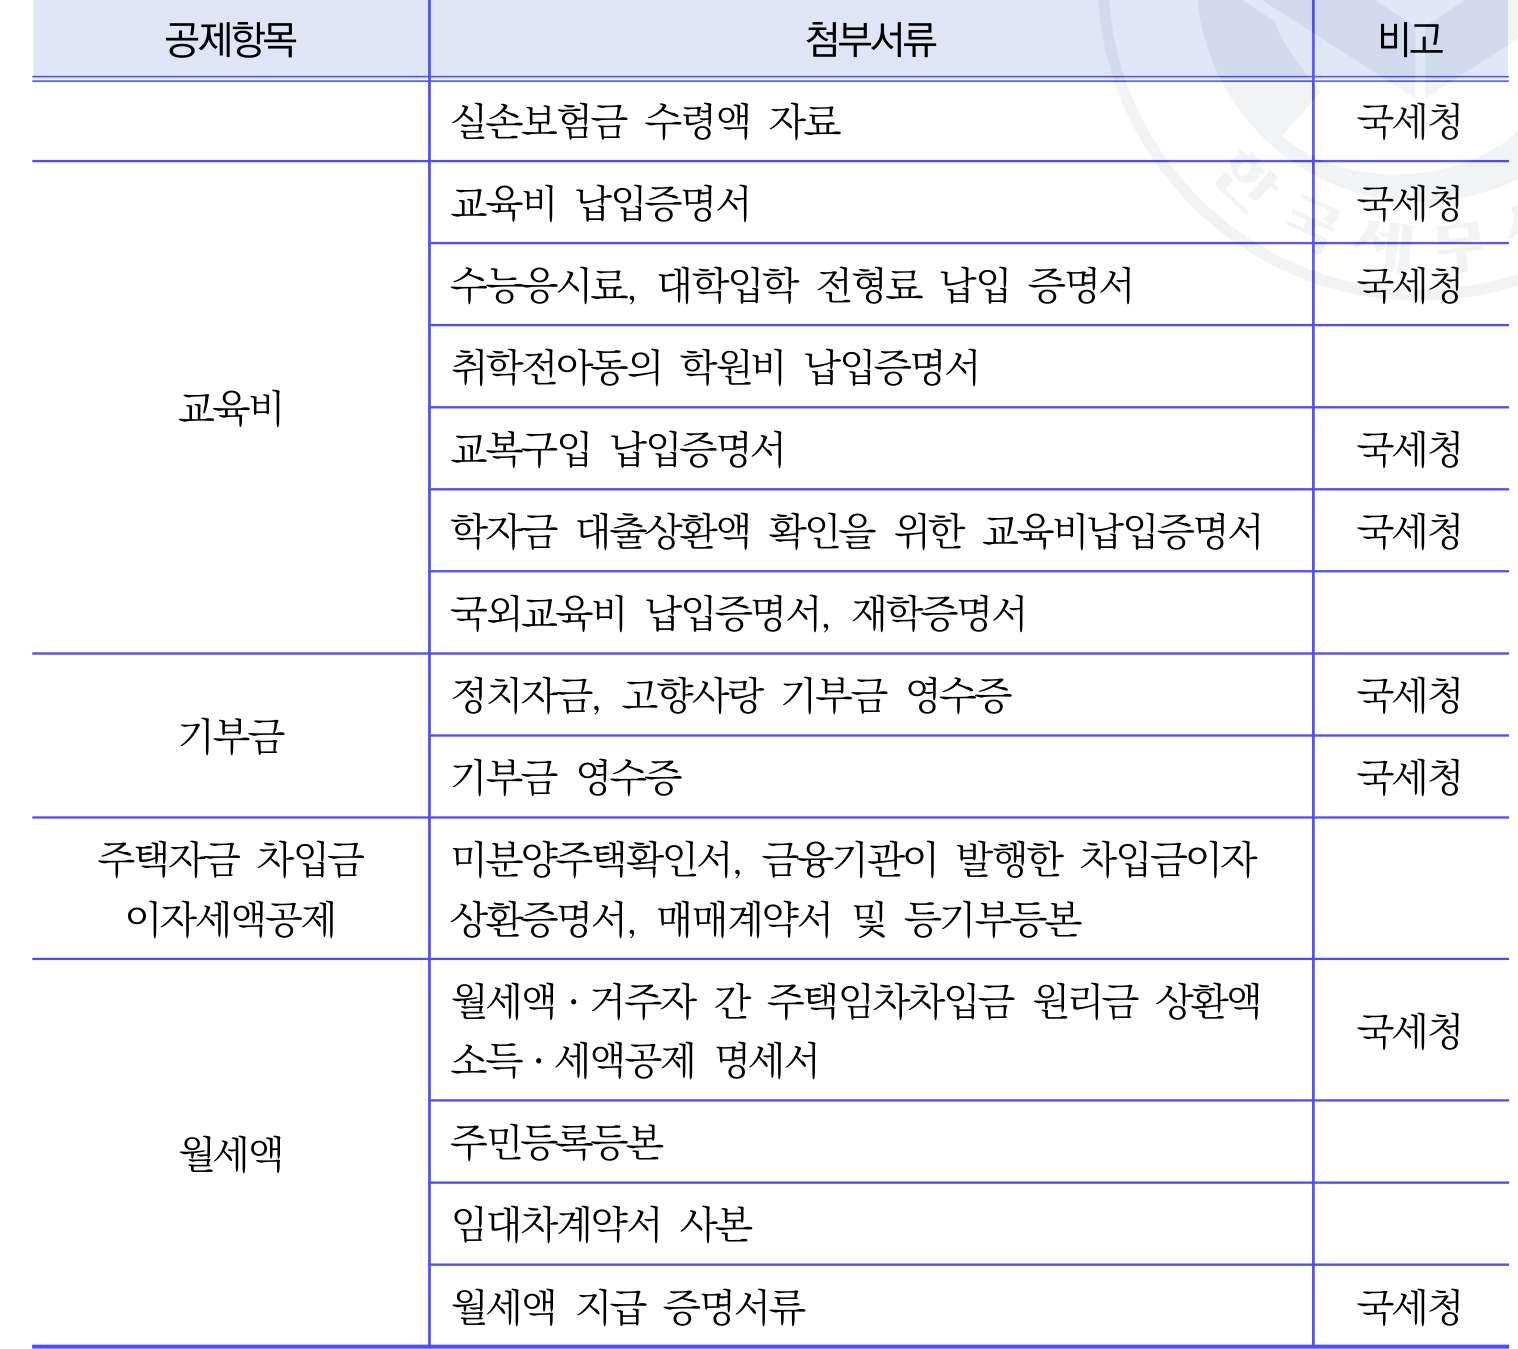 공제항목 첨부서류 비고
실손보험금 수령액 자료 국세청
교육비 납입증명서 국세청
수능응시료, 대학입학 전형료 납입 증명서 국세청
취학전아동의 학원비 납입증명서
교육비
교복구입 납입증명서 국세청
학자금 대출상환액 확인을 위한 교육비납입증명서 국세청
국외교육비 납입증명서, 재학증명서
정치자금, 고향사랑 기부금 영수증 국세청
기부금
기부금 영수증 국세청
주택자금 차입금
이자세액공제
미분양주택확인서, 금융기관이 발행한 차입금이자
상환증명서, 매매계약서 및 등기부등본
월세액·거주자 간 주택임차차입금 원리금 상환액
소득·세액공제 명세서
국세청
주민등록등본
월세액
임대차계약서 사본
월세액 지급 증명서류 국세청
한국세무